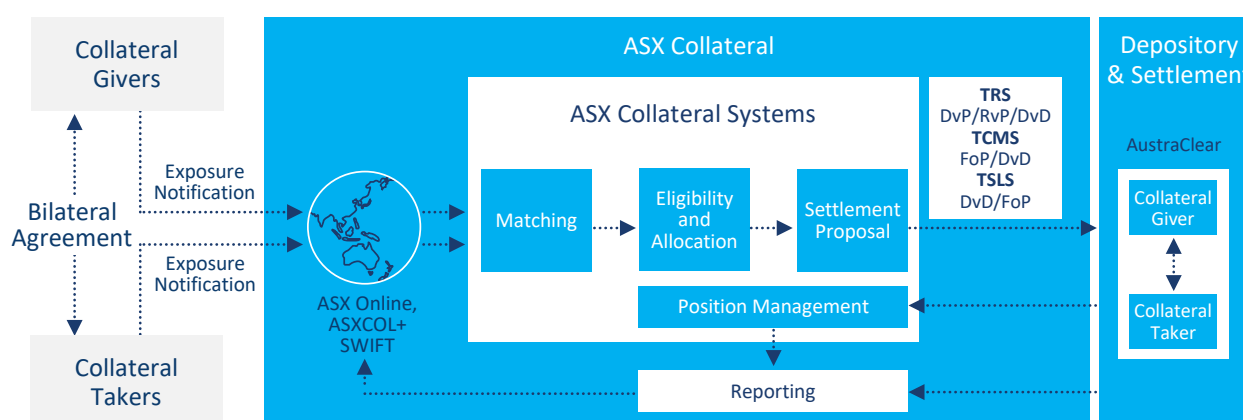 Collateral
Givers
Exposure
Notification
Bilateral
Agreement
Exposure
Notification
Collateral
Takers
ASX Collateral
ASX Online,
ASXCOL+
SWIFT
ASX Collateral Systems
Matching
Eligibility
and
Allocation
Settlement
Proposal
Position Management
Reporting
TRS
DvP/RvP/DvD
TCMS
FoP/DvD
TSLS
DvD/FoP
Depository
& Settlement
AustraClear
Collateral
Giver
Collateral
Taker